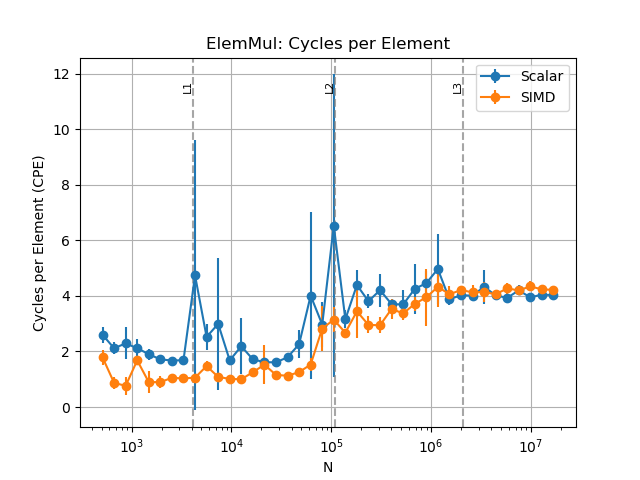 ElemMul: Cycles per Element
Cycles per Element (CPE)
12
10
8
6
4
2
0
L1
L2
L3
Scalar
SIMD
10³
10⁴
10⁵
10⁶
10⁷
N